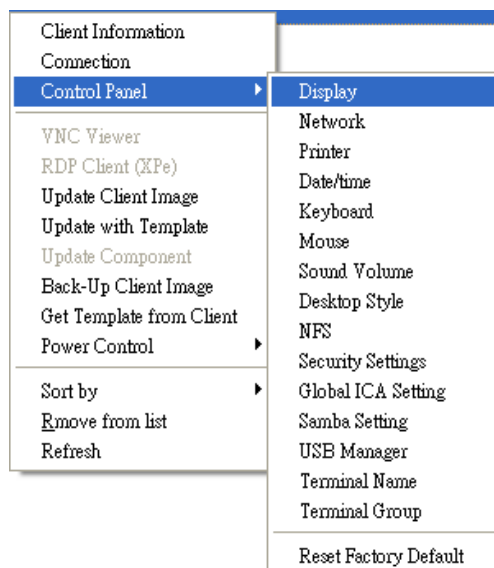 Client Information
Connection
Control Panel
VNC Viewer
RDP Client (XPe)
Update Client Image
Update with Template
Update Component
Back-Up Client Image
Get Template from Client
Power Control
Sort by
Rmove from list
Refresh
Display
Network
Printer
Date/time
Keyboard
Mouse
Sound Volume
Desktop Style
NFS
Security Settings
Global ICA Setting
Samba Setting
USB Manager
Terminal Name
Terminal Group
Reset Factory Default